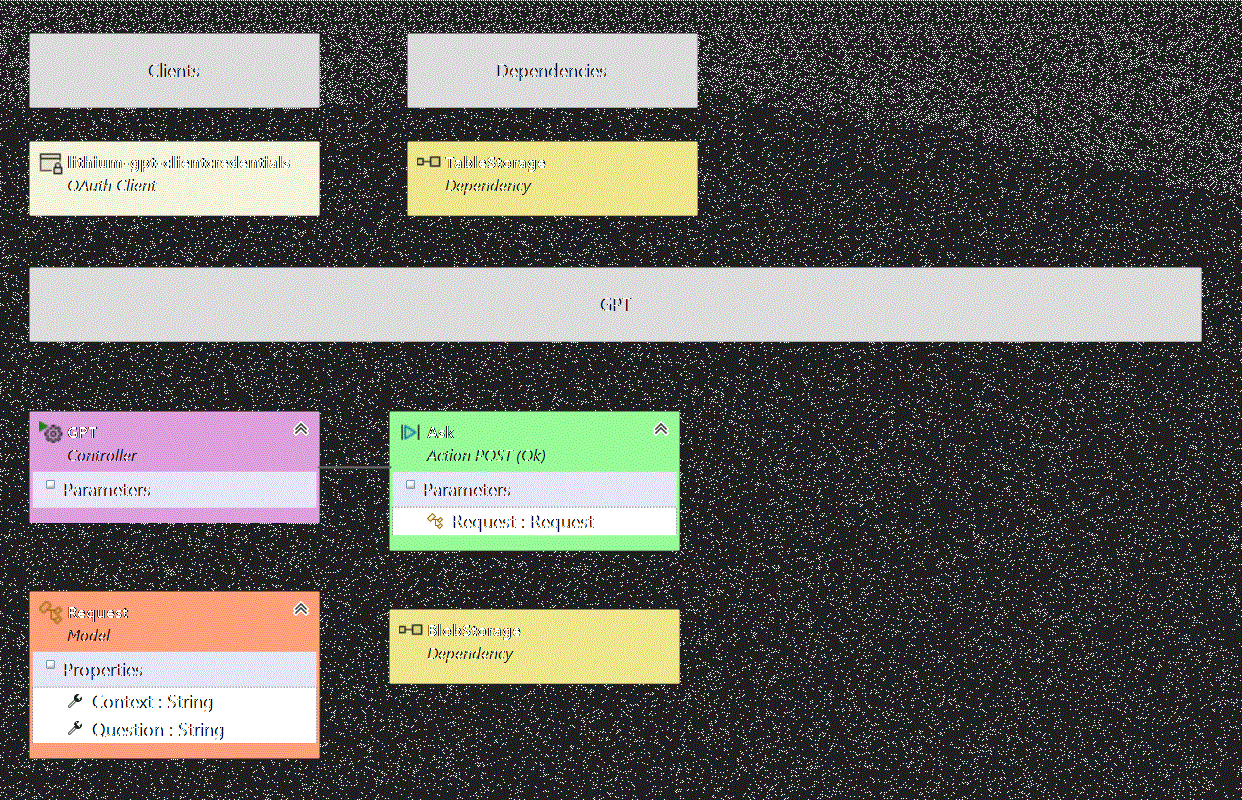 Clients
Dependencies
lithium-gpt-clientcredentials
OAuth Client
TableStorage
Dependency
GPT
GPT
Controller
Parameters
Ask
Action POST (Ok)
Parameters
Request : Request
Request
Model
Properties
Context : String
Question : String
BlobStorage
Dependency